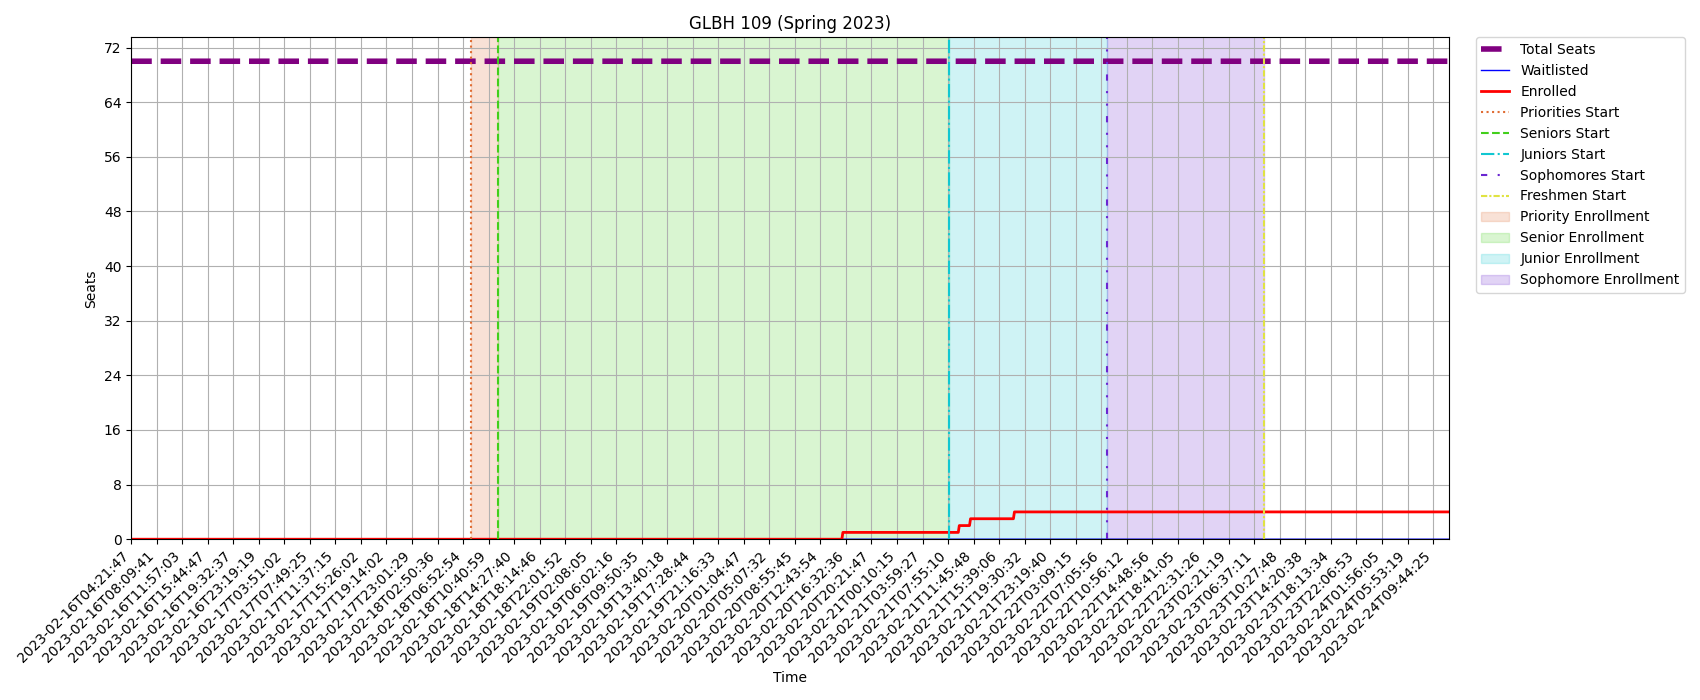 GLBH 109 (Spring 2023)
72
64
56
48
40
32
24
16
8
0
Seats
2023-02-16T04:21:47
2023-02-16T08:09:41
2023-02-16T11:57:03
2023-02-16T15:44:47
2023-02-16T19:32:37
2023-02-16T23:19:19
2023-02-17T03:51:02
2023-02-17T07:49:25
2023-02-17T11:37:15
2023-02-17T15:26:02
2023-02-17T19:14:02
2023-02-17T23:01:29
2023-02-18T02:50:36
2023-02-18T06:52:54
2023-02-18T10:40:59
2023-02-18T14:27:40
2023-02-18T18:14:46
2023-02-18T22:01:52
2023-02-19T02:08:05
2023-02-19T06:02:16
2023-02-19T09:50:35
2023-02-19T13:40:18
2023-02-19T17:28:44
2023-02-19T21:16:33
2023-02-20T01:04:47
2023-02-20T05:07:32
2023-02-20T08:55:45
2023-02-20T12:43:54
2023-02-20T16:32:36
2023-02-20T20:21:47
2023-02-21T00:10:15
2023-02-21T03:59:27
2023-02-21T07:55:10
2023-02-21T11:45:48
2023-02-21T15:39:06
2023-02-21T19:30:32
2023-02-21T23:19:40
2023-02-22T03:09:15
2023-02-22T07:05:56
2023-02-22T10:56:12
2023-02-22T14:48:56
2023-02-22T18:41:05
2023-02-22T22:31:26
2023-02-23T02:21:19
2023-02-23T06:37:11
2023-02-23T10:27:48
2023-02-23T14:20:38
2023-02-23T18:13:34
2023-02-23T22:06:53
2023-02-24T01:56:05
2023-02-24T05:53:19
2023-02-24T09:44:25
Time
Total Seats
Waitlisted
Enrolled
Priorities Start
Seniors Start
Juniors Start
Sophomores Start
Freshmen Start
Priority Enrollment
Senior Enrollment
Junior Enrollment
Sophomore Enrollment